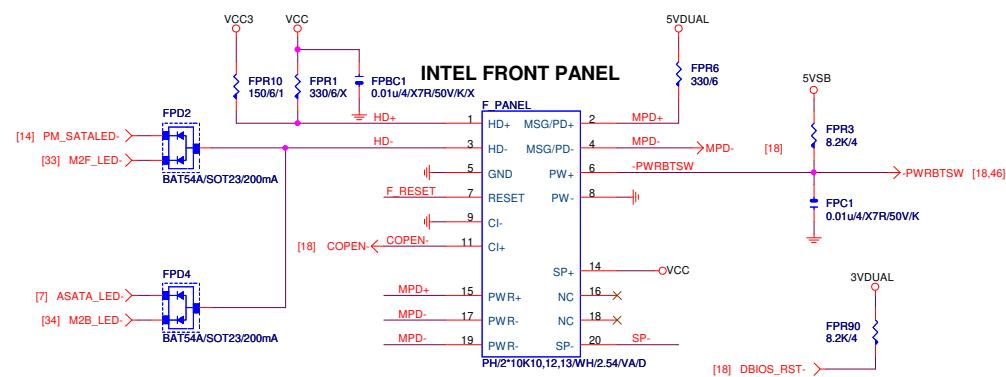 VCC3
VCC
5VDUAL
FPR10
150/6/1
FPR1
330/6/X
FPBC1
0.01u/4/X7R/50V/K/X
INTEL FRONT PANEL
FPR6
330/6
5VSB
FPR3
8.2K/4
FPD2
[14] PM_SATALED-
[33] M2F_LED-
BAT54A/SOT23/200mA
F_PANEL
HD+ 1 HD+ MSG/PD+ 2 MPD+
HD- 3 HD- MSG/PD- 4 MPD- MPD- [18]
5 GND PW+ 6 -PWRBTSW -PWRBTSW [18,46]
F_RESET 7 RESET PW- 8
9 CI-
[18] COPEN- COPEN- 11 CI+
FPC1
0.01u/4/X7R/50V/K
SP+ 14 VCC
MPD+ 15 PWR+ NC 16
MPD- 17 PWR- NC 18
MPD- 19 PWR- SP- 20 SP-
PH/2*10K10,12,13/WH/2.54/VA/D
FPD4
[7] ASATA_LED-
[34] M2B_LED-
BAT54A/SOT23/200mA
3VDUAL
FPR90
8.2K/4
[18] DBIOS_RST-